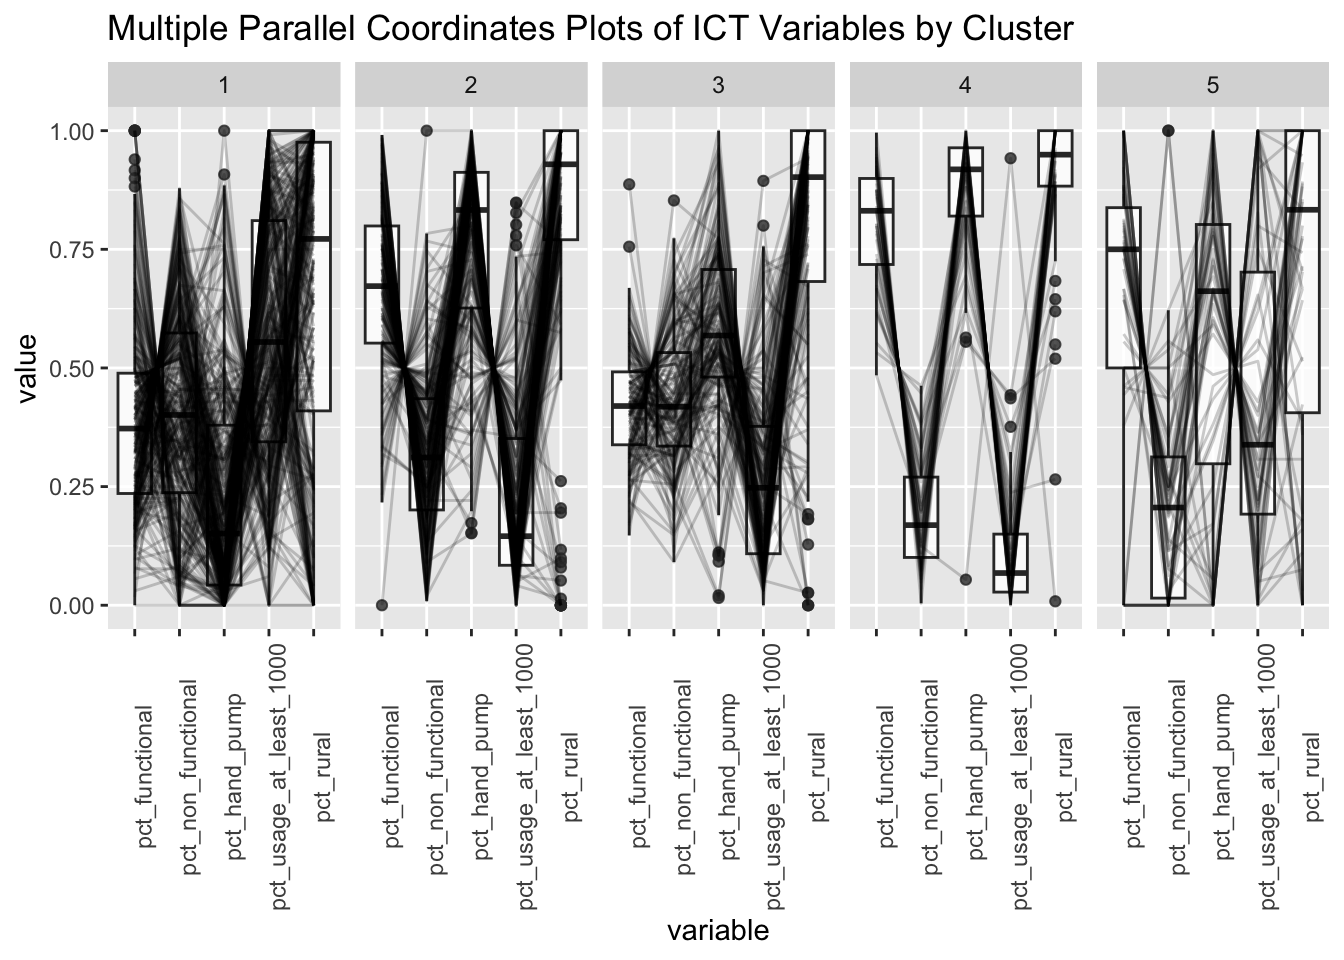 Multiple Parallel Coordinates Plots of ICT Variables by Cluster
1 2 3 4 5
1.00
0.75
0.50
0.25
0.00
value
pct_functional
pct_non_functional
pct_hand_pump
pct_usage_at_least_1000
pct_rural
pct_functional
pct_non_functional
pct_hand_pump
pct_usage_at_least_1000
pct_rural
pct_functional
pct_non_functional
pct_hand_pump
pct_usage_at_least_1000
pct_rural
pct_functional
pct_non_functional
pct_hand_pump
pct_usage_at_least_1000
pct_rural
pct_functional
pct_non_functional
pct_hand_pump
pct_usage_at_least_1000
pct_rural
variable